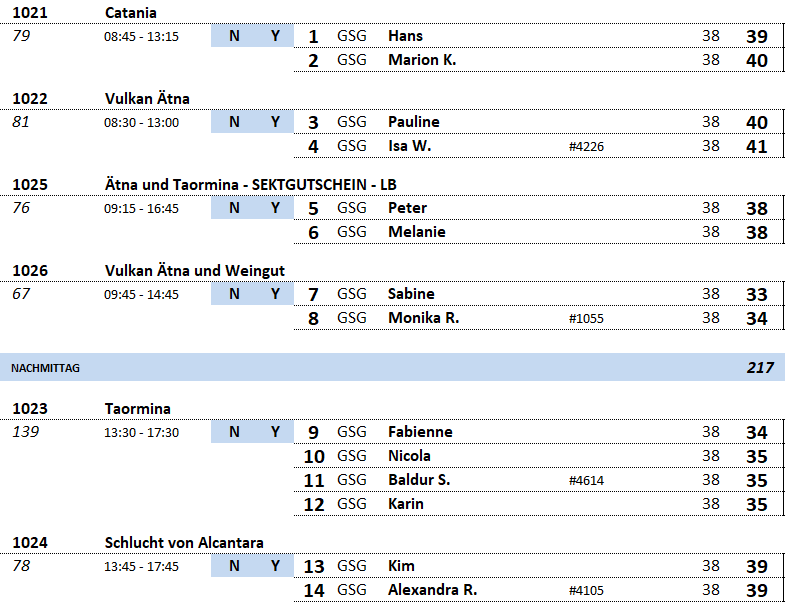 1021 Catania
79 08:45 - 13:15 N Y 1 GSG Hans 38 39
2 GSG Marion K. 38 40
1022 Vulkan Ätna
81 08:30 - 13:00 N Y 3 GSG Pauline 38 40
4 GSG Isa W. #4226 38 41
1025 Ätna und Taormina - SEKTGUTSCHEIN - LB
76 09:15 - 16:45 N Y 5 GSG Peter 38 38
6 GSG Melanie 38 38
1026 Vulkan Ätna und Weingut
67 09:45 - 14:45 N Y 7 GSG Sabine 38 33
8 GSG Monika R. #1055 38 34
NACHMITTAG 217
1023 Taormina
139 13:30 - 17:30 N Y 9 GSG Fabienne 38 34
10 GSG Nicola 38 35
11 GSG Baldur S. #4614 38 35
12 GSG Karin 38 35
1024 Schlucht von Alcantara
78 13:45 - 17:45 N Y 13 GSG Kim 38 39
14 GSG Alexandra R. #4105 38 39